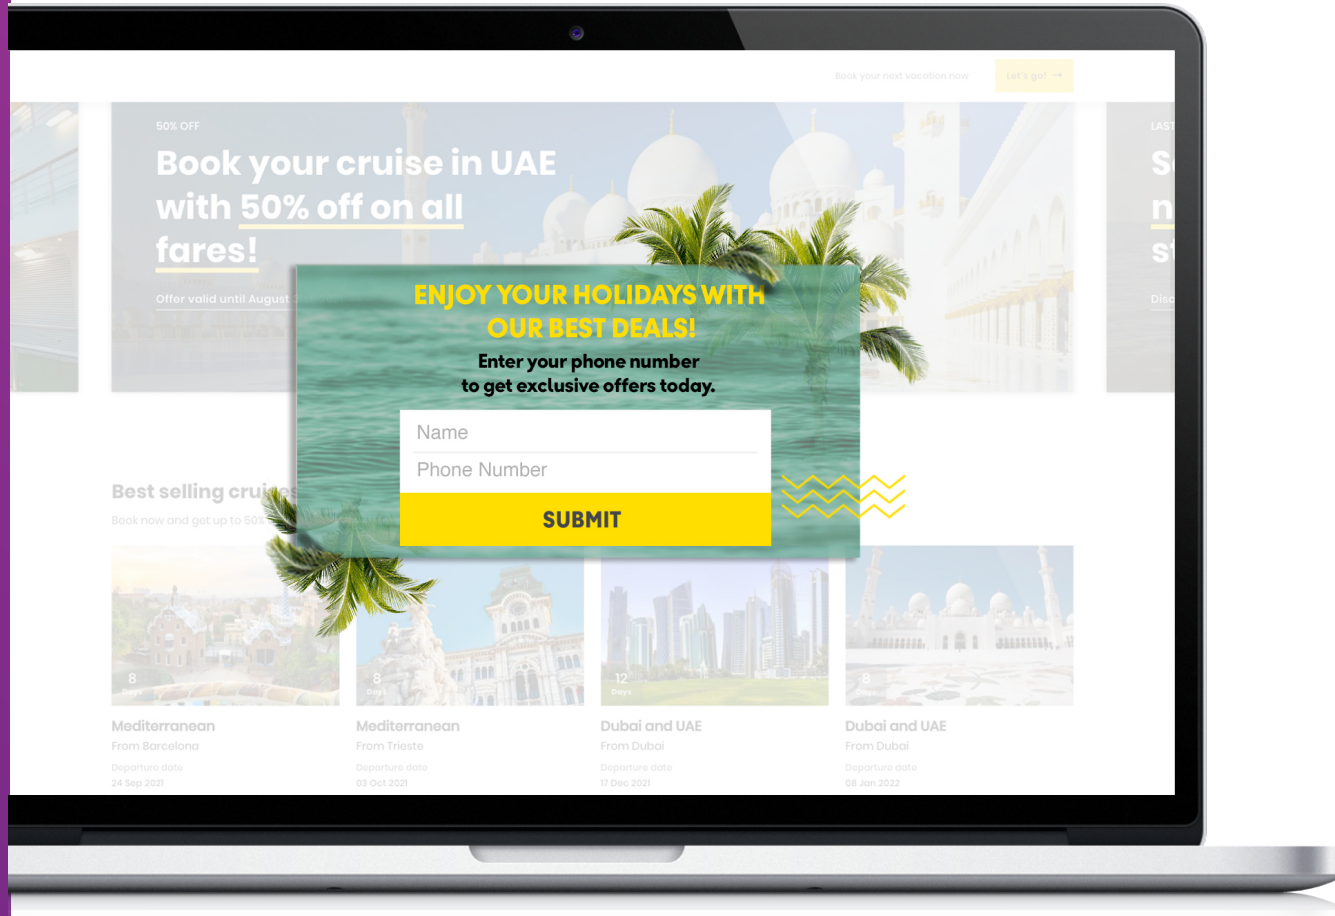 Book your next vacation now
Let's go! →
50% OFF
Book your cruise in UAE
with 50% off on all
fares!
Offer valid until August
LAST
ENJOY YOUR HOLIDAYS WITH
OUR BEST DEALS!
Enter your phone number
to get exclusive offers today.
Name
Phone Number
SUBMIT
Best selling cruises
Book now and get up to 50%
8
Days
8
Days
12
Days
8
Days
Mediterranean
Mediterranean
Dubai and UAE
Dubai and UAE
From Barcelona
From Trieste
From Dubai
From Dubai
Departure date
Departure date
Departure date
Departure date
24 Sep 2021
03 Oct 2021
17 Dec 2021
08 Jan 2022